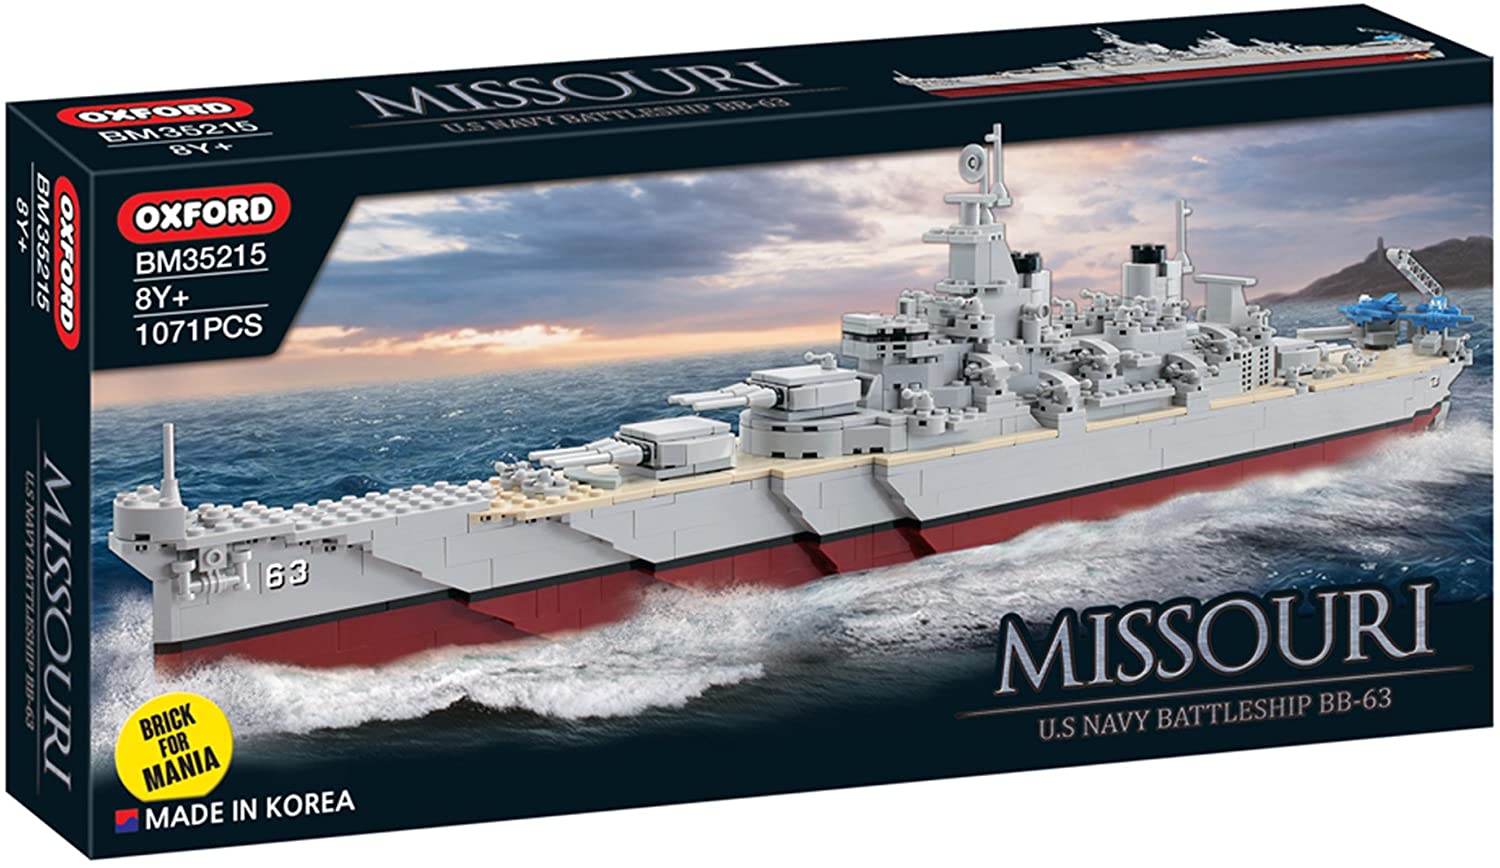 OXFORD
BM35215
8Y+
MISSOURI
U.S NAVY BATTLESHIP BB-63
OXFORD
BM35215
8Y+
MISSOURI
U.S NAVY BATTLESHIP BB-63
OXFORD
BM35215
8Y+
1071PCS
63
13
MISSOURI
U.S NAVY BATTLESHIP BB-63
BRICK
FOR
MANIA
MADE IN KOREA